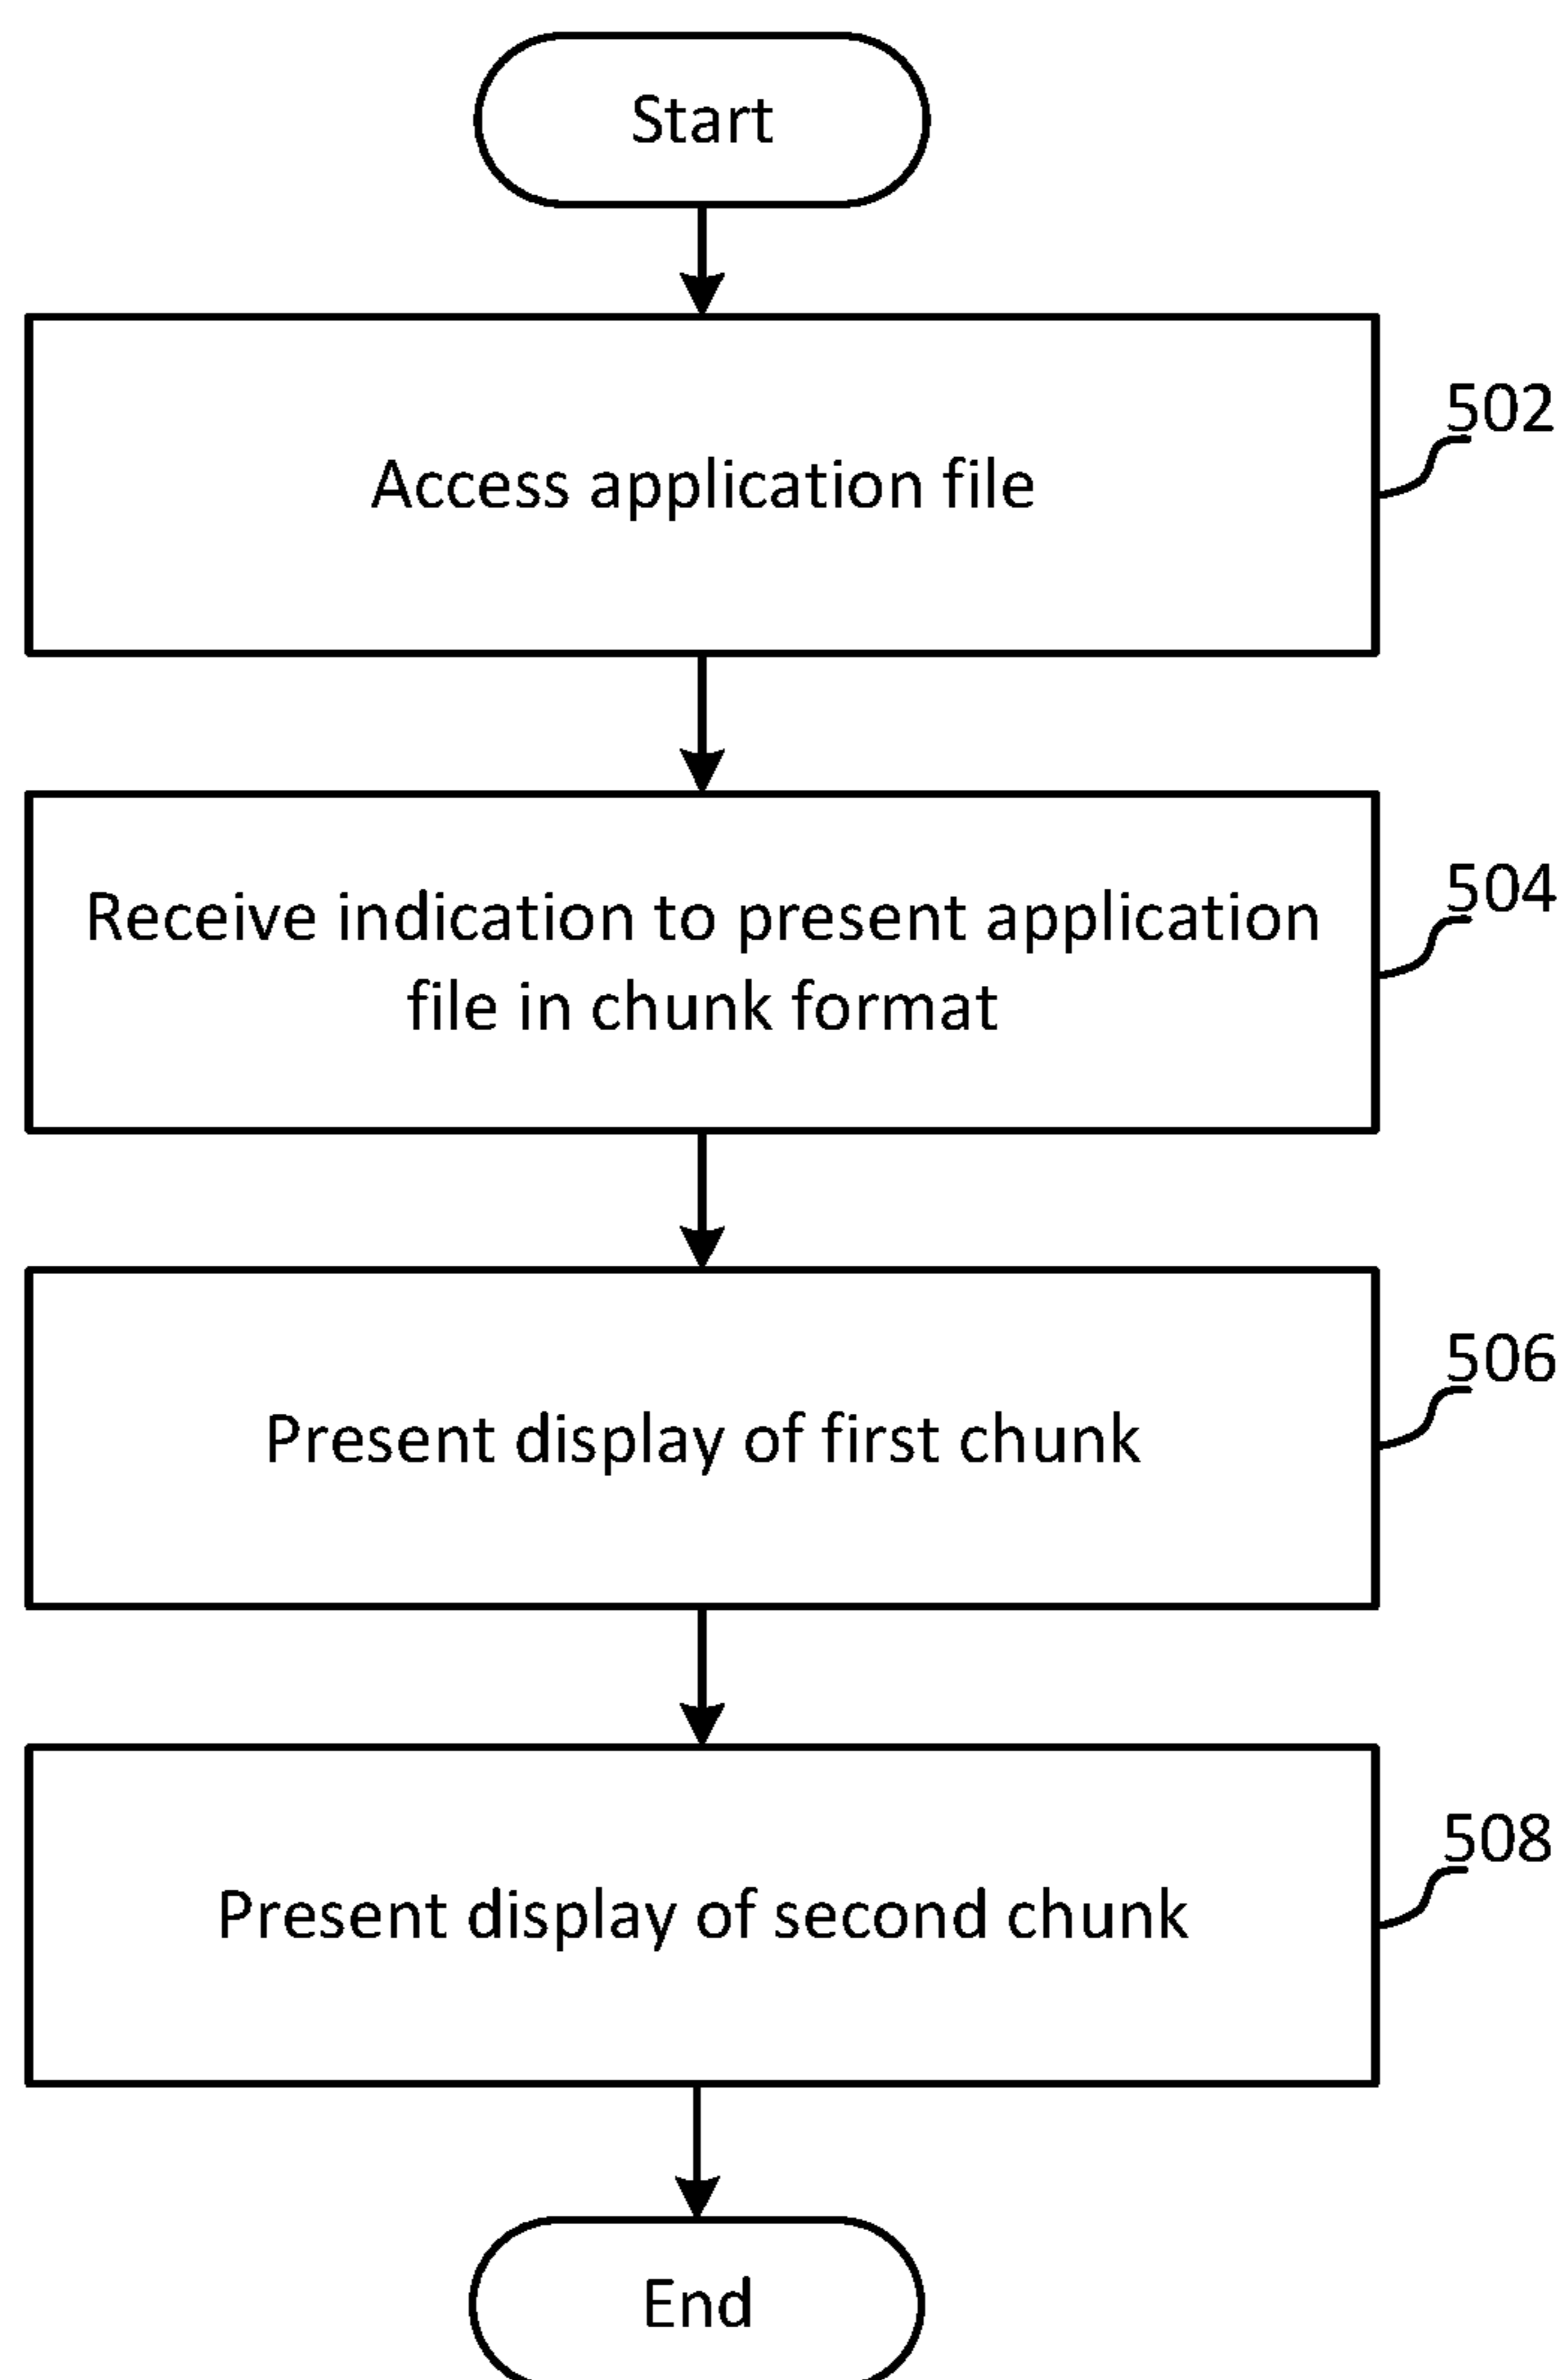 Start
502
Access application file
504
Receive indication to present application
file in chunk format
506
Present display of first chunk
508
Present display of second chunk
End